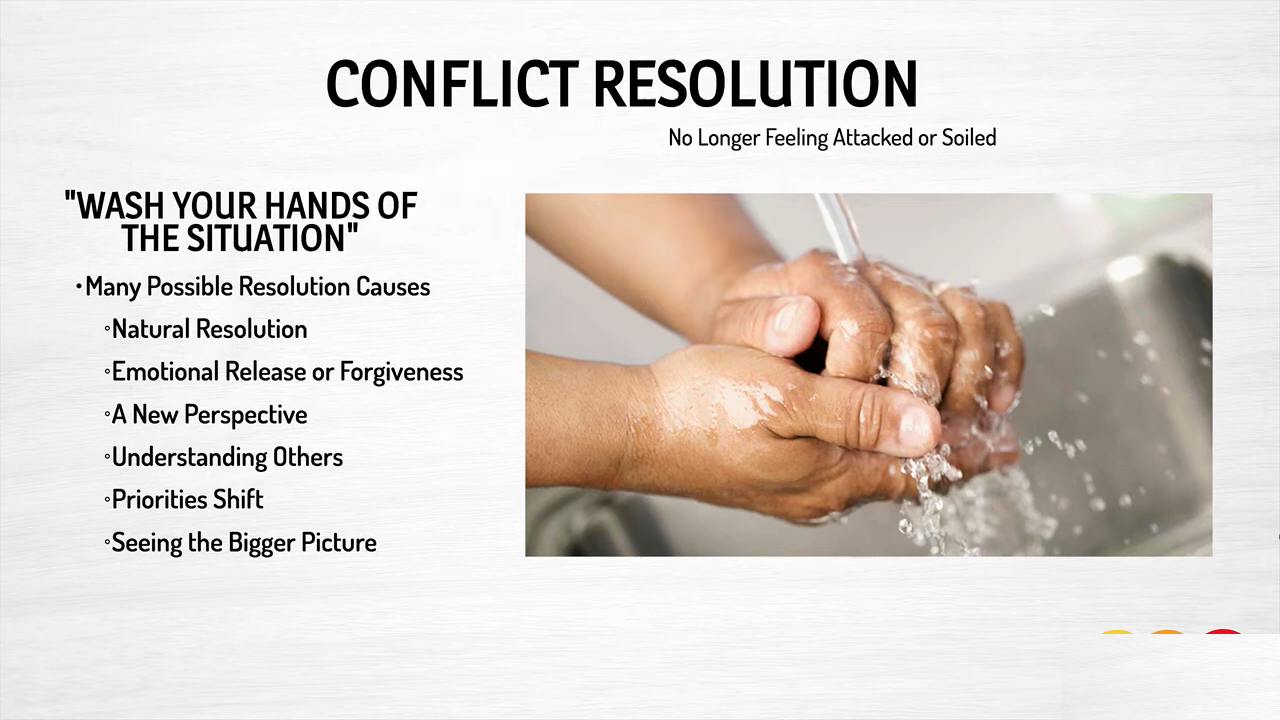 CONFLICT RESOLUTION
No Longer Feeling Attacked or Soiled
"WASH YOUR HANDS OF
THE SITUATION"
•Many Possible Resolution Causes
◦Natural Resolution
◦Emotional Release or Forgiveness
◦A New Perspective
◦Understanding Others
◦Priorities Shift
◦Seeing the Bigger Picture